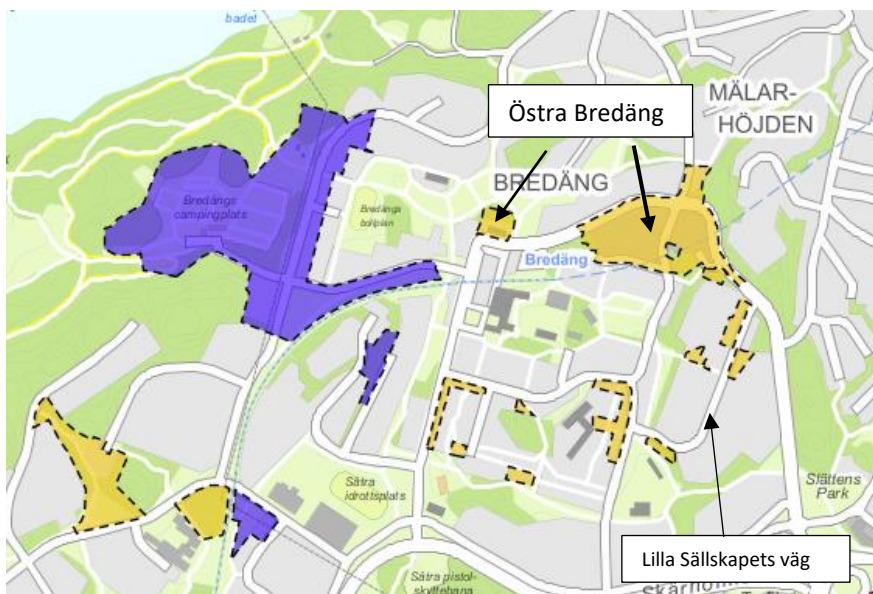 badet
Östra Bredäng
MÄLAR-
HÖJDEN
BREDÄNG
Bredängs
campingplats
Bredängs
bollplan
Bredäng
Sätra
idrottsplats
Slättens
Park
Lilla Sällskapets väg
Sätra pistol-
skyttebana